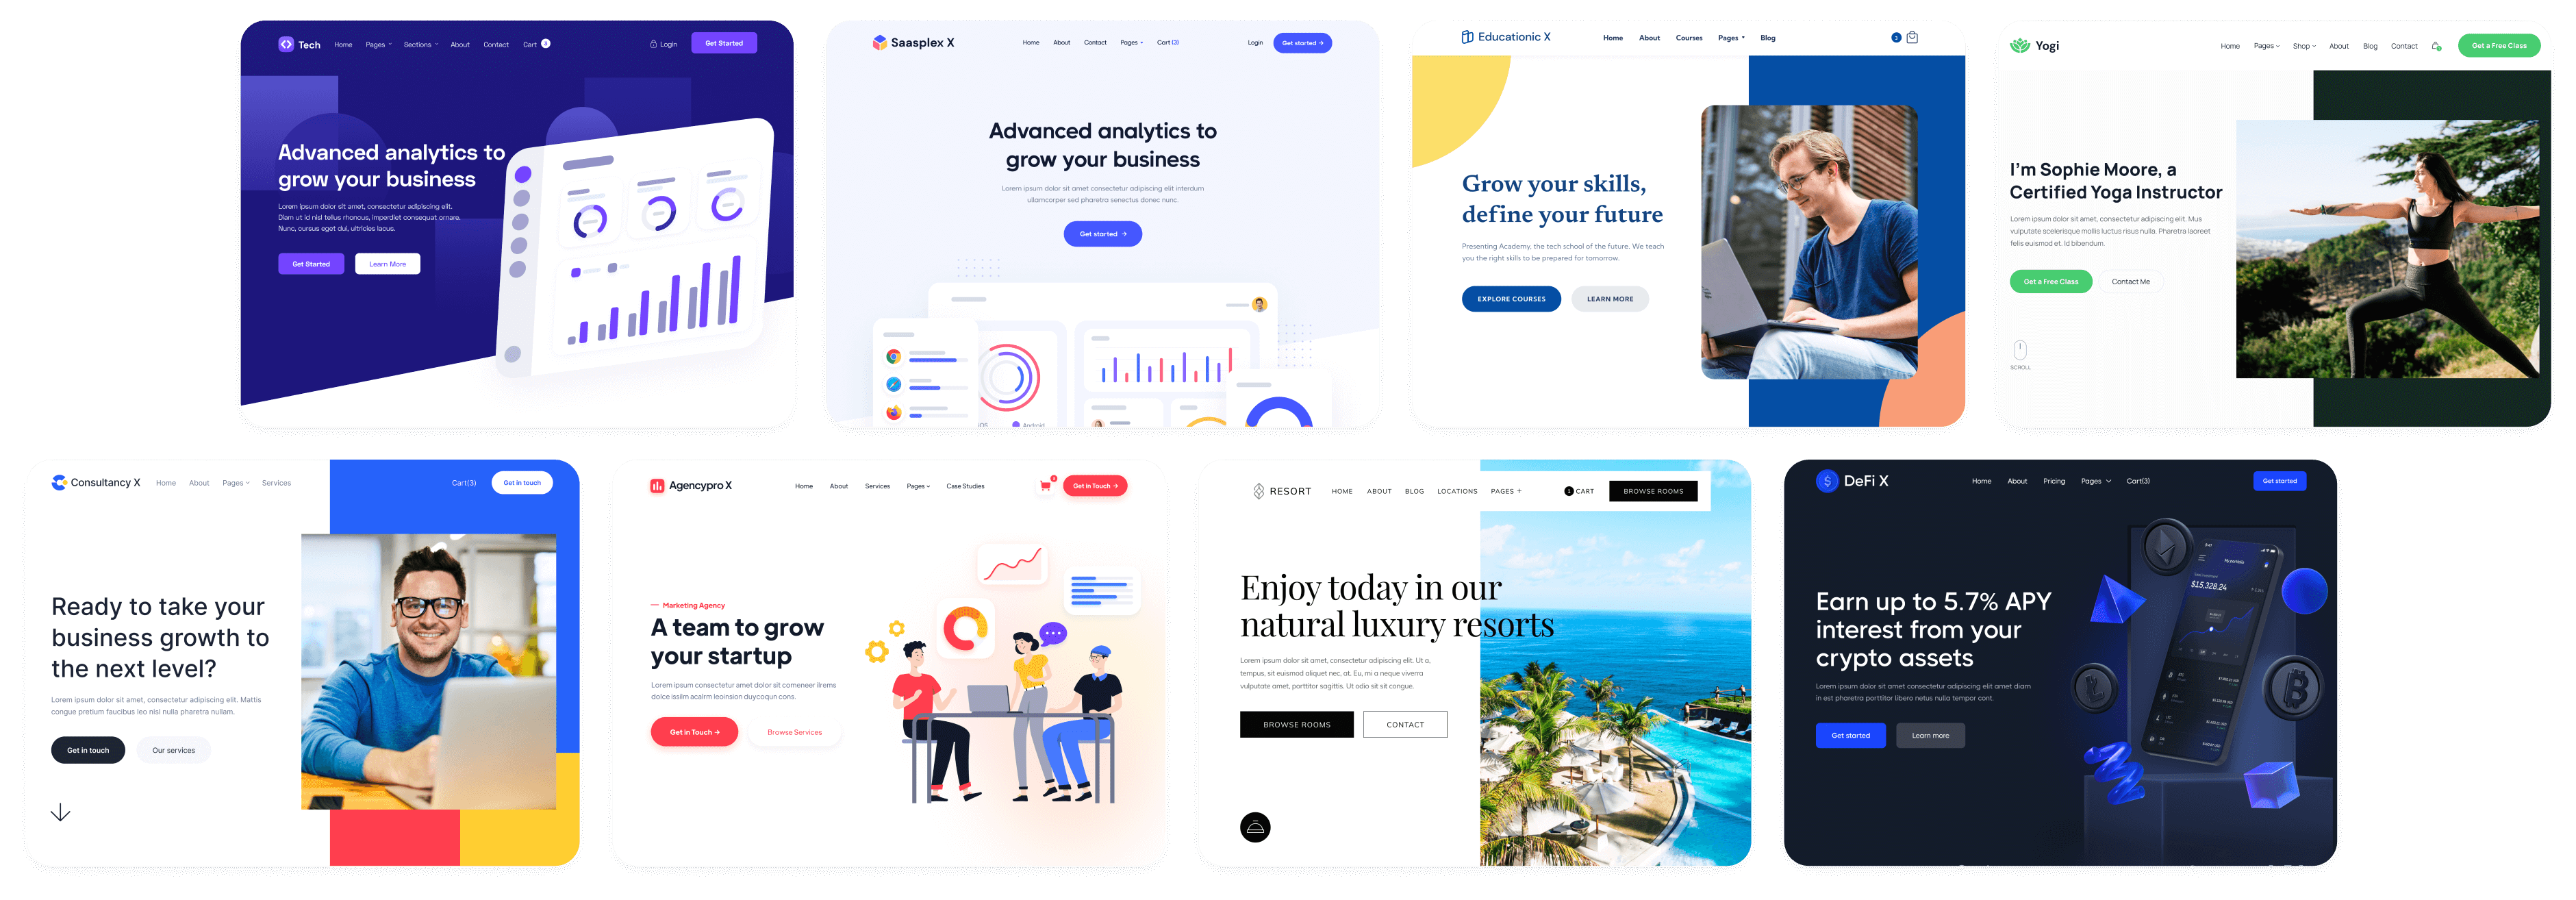 Tech Home Pages Sections About Contact Cart 3 Login Get Started
Advanced analytics to
grow your business
Lorem ipsum dolor sit amet, consectetur adipiscing elit.
Diam ut id nisl tellus rhoncus, imperdiet consequat ornare.
Nunc, cursus eget dui, ultricies lacus.
Get Started Learn More
Saasplex X Home About Contact Pages Cart (3) Login Get started →
Advanced analytics to
grow your business
Lorem ipsum dolor sit amet consectetur adipiscing elit interdum
ullamcorper sed pharetra senectus donec nunc.
Get started →
iOS Android
Educationic X Home About Courses Pages Blog 3
Grow your skills,
define your future
Presenting Academy, the tech school of the future. We teach
you the right skills to be prepared for tomorrow.
EXPLORE COURSES LEARN MORE
Yogi Home Pages Shop About Blog Contact Get a Free Class
I'm Sophie Moore, a
Certified Yoga Instructor
Lorem ipsum dolor sit amet, consectetur adipiscing elit. Mus
vulputate scelerisque mollis luctus risus nulla. Pharetra laoreet
felis euismod et. Id bibendum.
Get a Free Class Contact Me
SCROLL
Consultancy X Home About Pages Services Cart(3) Get in touch
Ready to take your
business growth to
the next level?
Lorem ipsum dolor sit amet, consectetur adipiscing elit. Mattis
congue pretium faucibus leo nisi nulla pharetra nullam.
Get in touch Our services
Agencypro X Home About Services Pages Case Studies Get in Touch →
Marketing Agency
A team to grow
your startup
Lorem ipsum consectetur amet dolor sit comeneer ilrems
dolce issilm acalrm leoinsion duycoqun cons.
Get in Touch → Browse Services
RESORT HOME ABOUT BLOG LOCATIONS PAGES + 1 CART BROWSE ROOMS
Enjoy today in our
natural luxury resorts
Lorem ipsum dolor sit amet, consectetur adipiscing elit. Ut a,
tempus, sit euismod aliquet nec, at. Eu, mi a neque viverra
vulputate amet, porttitor sagittis. Ut odio sit sit congue.
BROWSE ROOMS CONTACT
DeFi X Home About Pricing Pages Cart(3) Get started
Earn up to 5.7% APY
interest from your
crypto assets
Lorem ipsum dolor sit amet consectetur adipiscing elit amet diam
in est pharetra porttitor libero netus nulla tempor cont.
Get started Learn more
My portfolio
$15,328.24